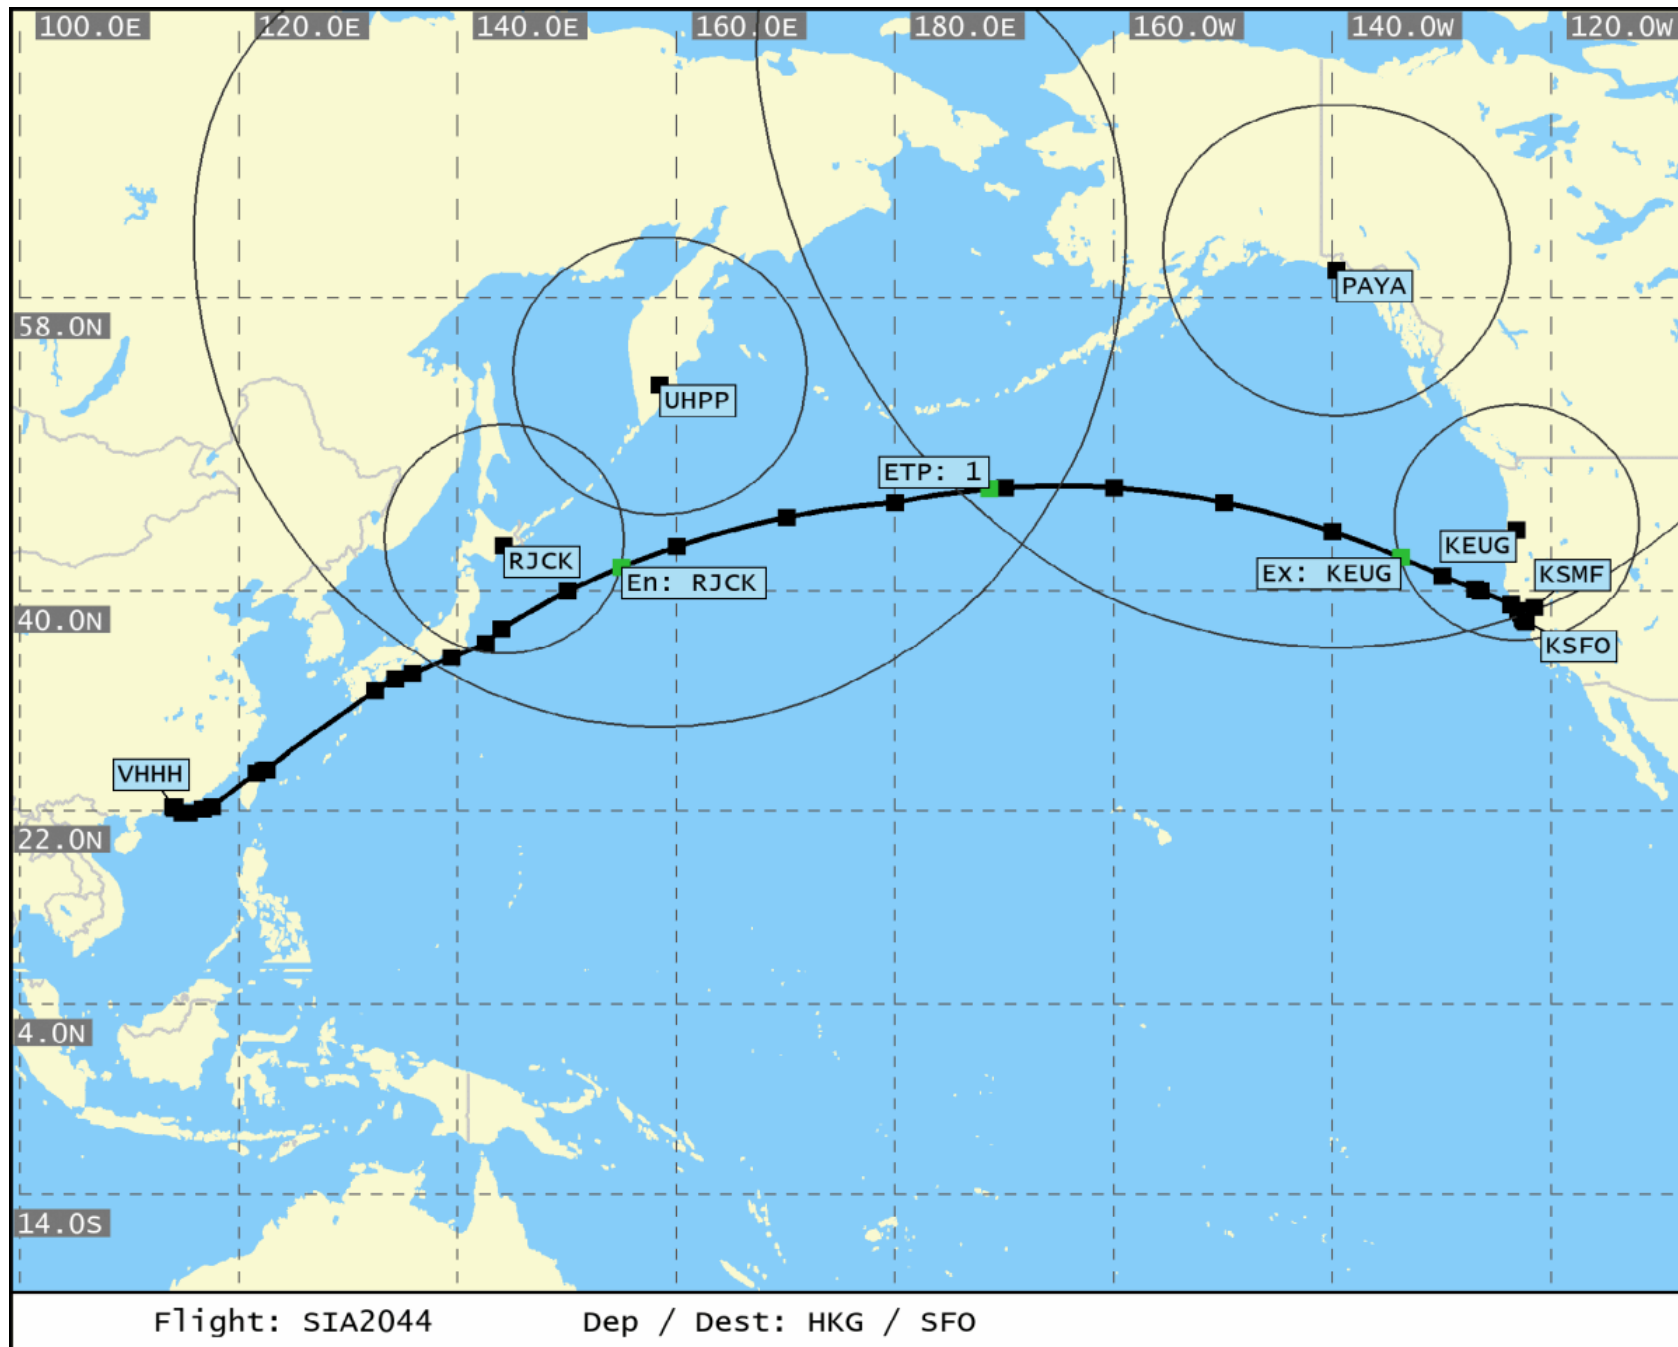 100.0E
120.0E
140.0E
160.0E
180.0E
160.0W
140.0W
120.0W
PAYA
58.0N
UHPP
ETP: 1
KEUG
RJCK
En: RJCK
Ex: KEUG
KSMF
40.0N
KSFO
VHHH
22.0N
4.0N
14.0S
Flight: SIA2044
Dep / Dest: HKG / SFO